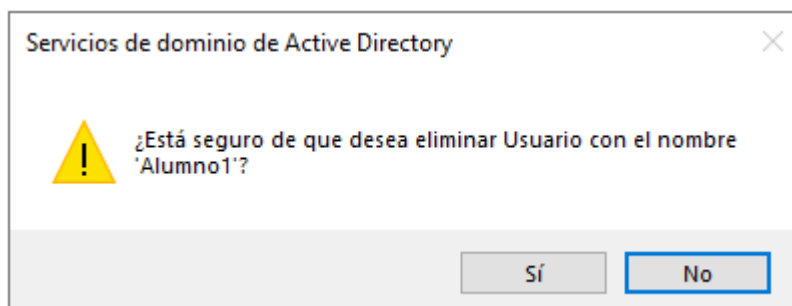 Servicios de dominio de Active Directory
¿Está seguro de que desea eliminar Usuario con el nombre
'Alumno1'?
Sí
No